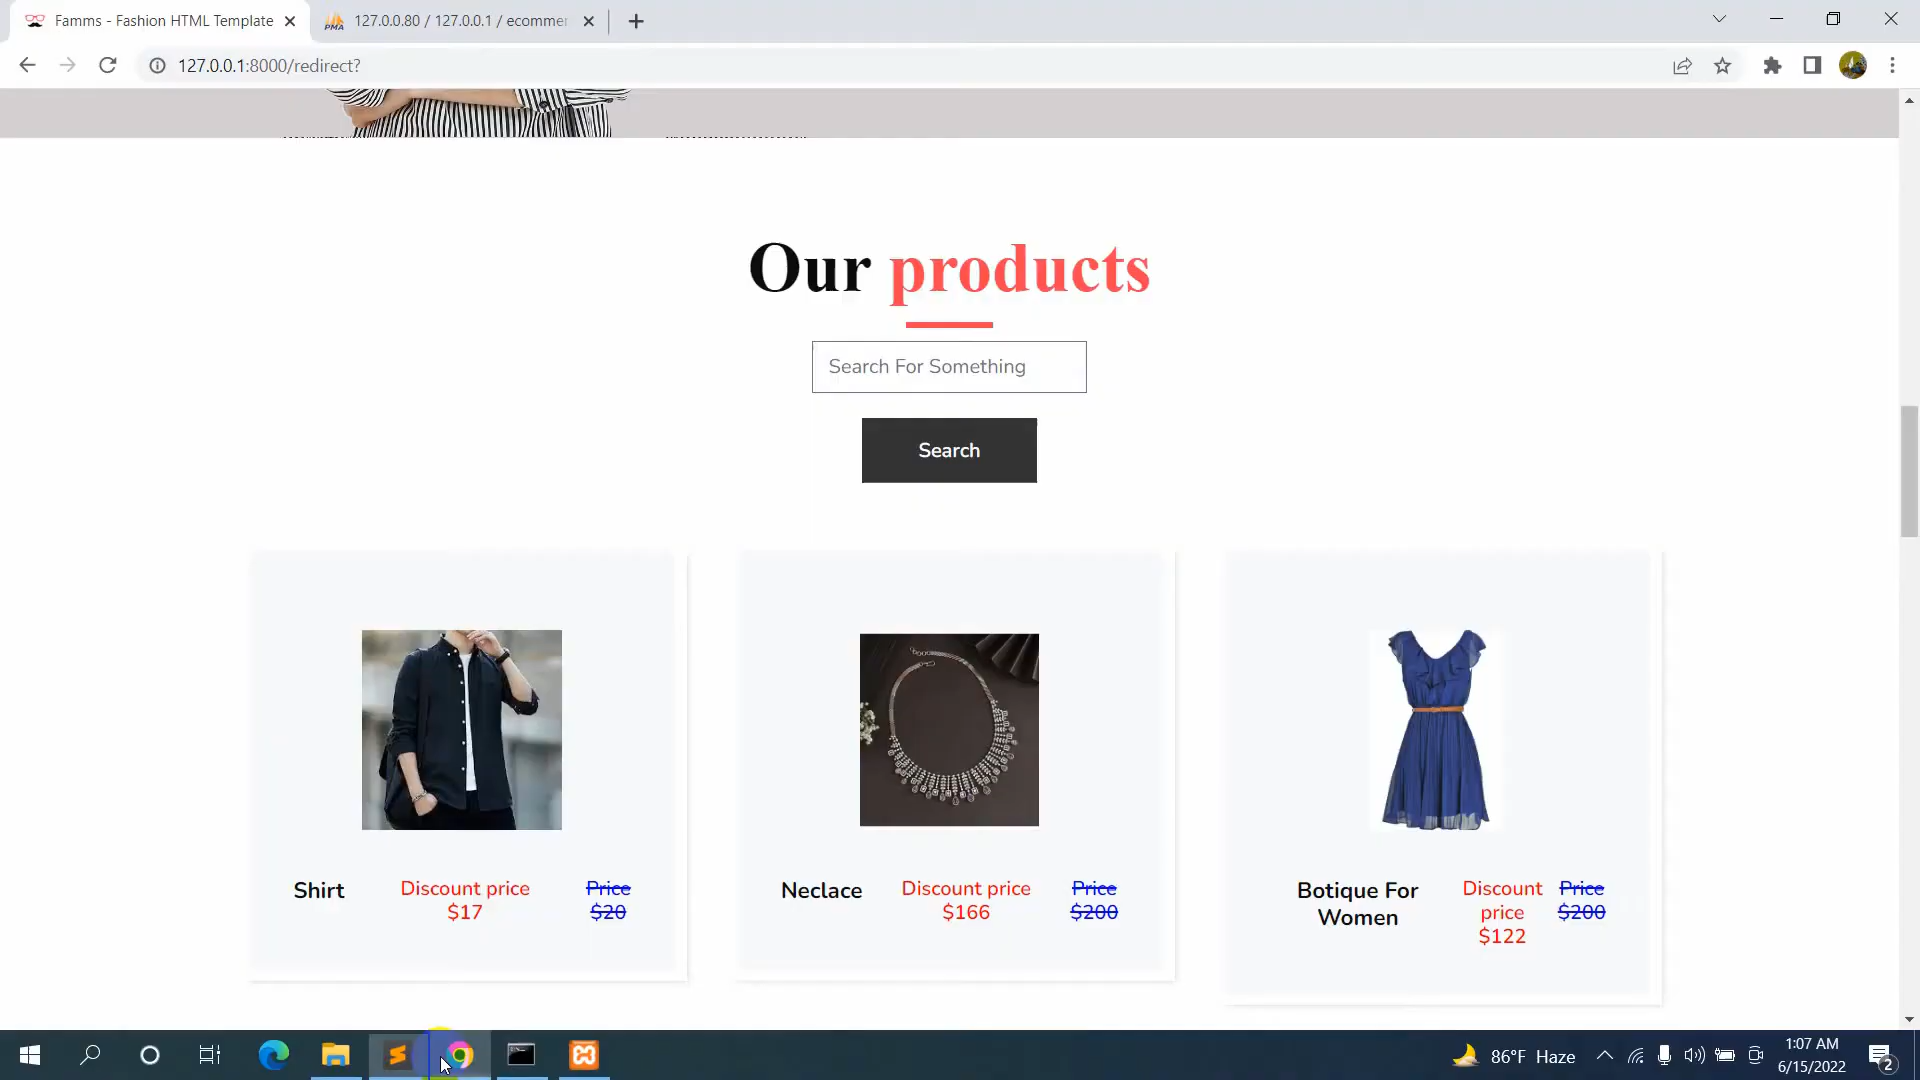 Famms - Fashion HTML Template
PMA
127.0.0.80 / 127.0.0.1 / ecommer
127.0.0.1:8000/redirect?
Our products
Search For Something
Search
Shirt
Discount price
$17
Price
$20
Neclace
Discount price
$166
Price
$200
Botique For
Women
Discount
price
$122
Price
$200
86°F Haze
1:07 AM
6/15/2022
2